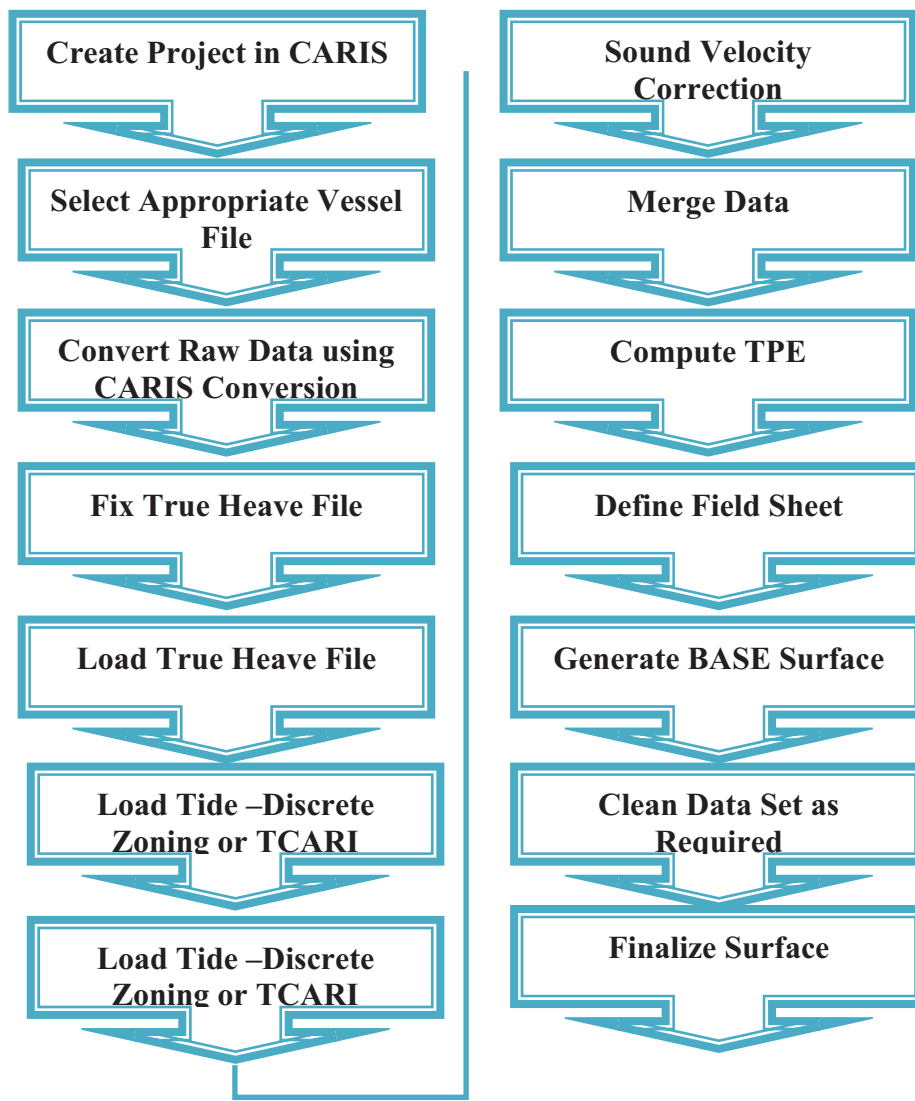 Create Project in CARIS
Select Appropriate Vessel
File
Convert Raw Data using
CARIS Conversion
Fix True Heave File
Load True Heave File
Load Tide –Discrete
Zoning or TCARI
Load Tide –Discrete
Zoning or TCARI
Sound Velocity
Correction
Merge Data
Compute TPE
Define Field Sheet
Generate BASE Surface
Clean Data Set as
Required
Finalize Surface